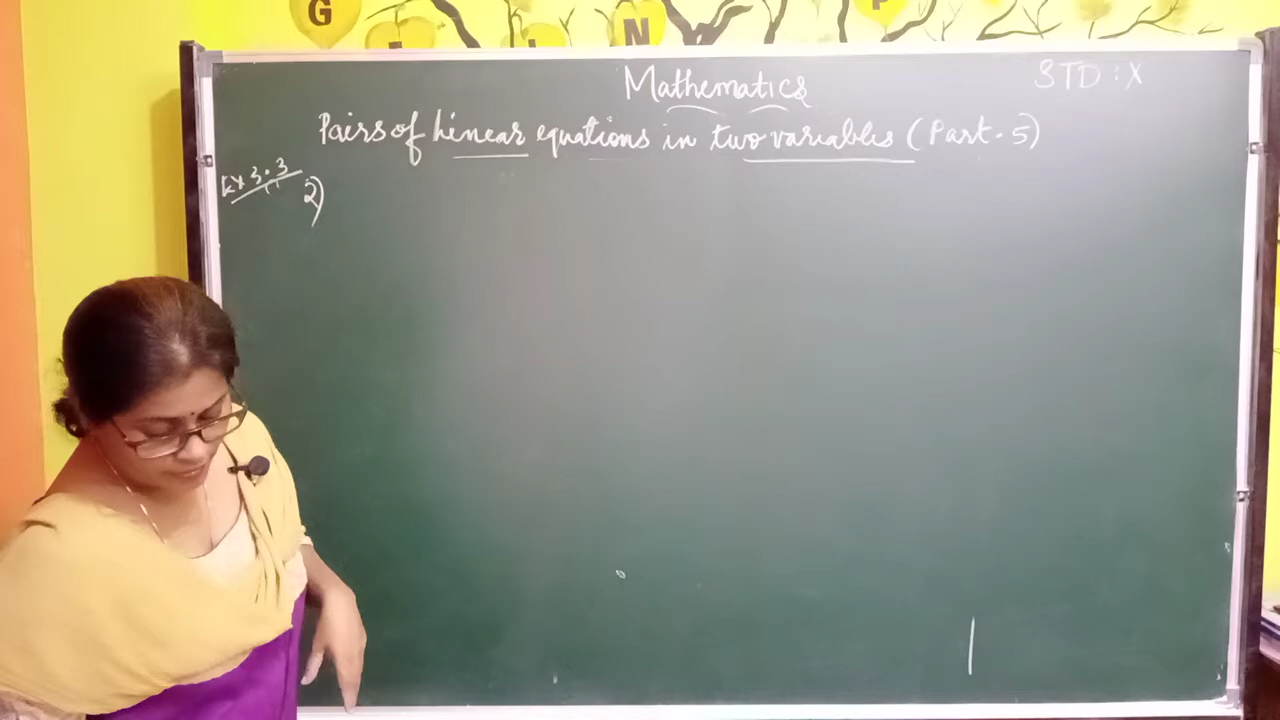 G E I N P
Mathematics
STD : X
Pairs of linear equations in two variables (Part - 5)
Ex 3.3 2)